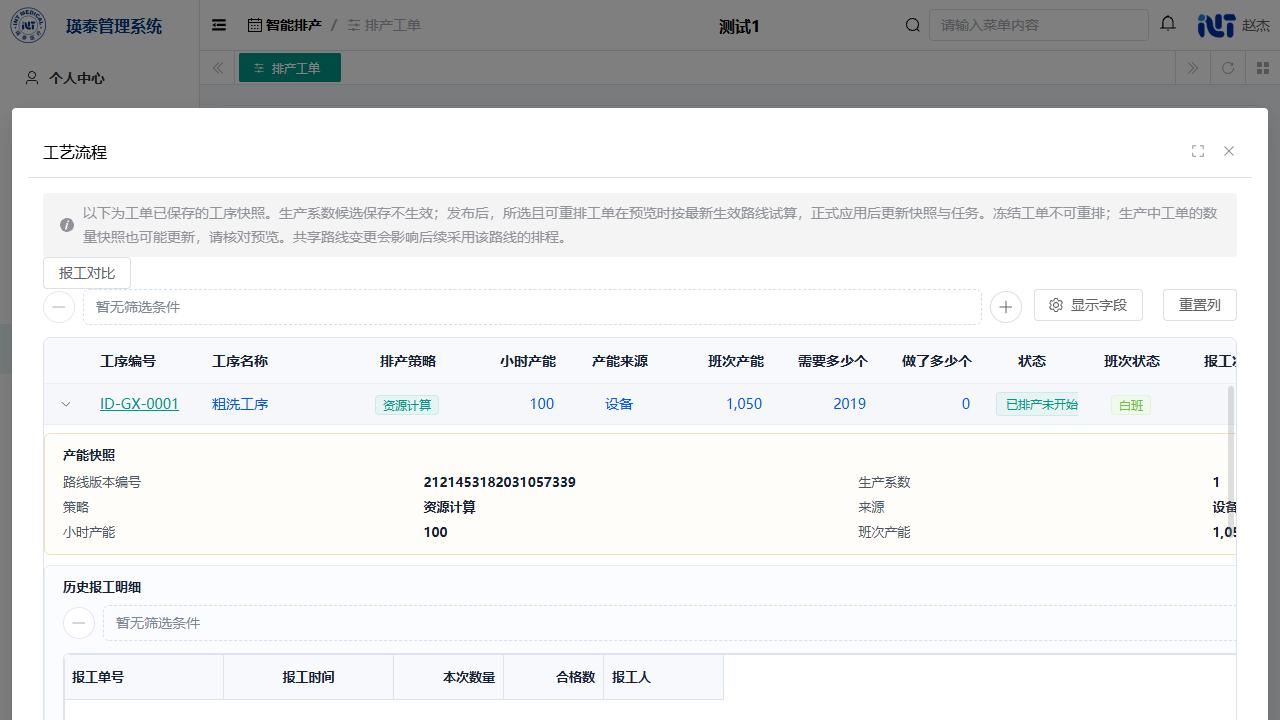 瑛泰管理系统
智能排产 / 排产工单
测试1
请输入菜单内容
赵杰
个人中心
排产工单
工艺流程
以下为工单已保存的工序快照。生产系数候选保存不生效；发布后，所选且可重排工单在预览时按最新生效路线试算，正式应用后更新快照与任务。冻结工单不可重排；生产中工单的数
量快照也可能更新，请核对预览。共享路线变更会影响后续采用该路线的排程。
报工对比
暂无筛选条件
显示字段
重置列
工序编号 工序名称 排产策略 小时产能 产能来源 班次产能 需要多少个 做了多少个 状态 班次状态 报工
ID-GX-0001 粗洗工序 资源计算 100 设备 1,050 2019 0 已排产未开始 白班
产能快照
路线版本编号 2121453182031057339 生产系数 1
策略 资源计算 来源 设备
小时产能 100 班次产能 1,05
历史报工明细
暂无筛选条件
报工单号 报工时间 本次数量 合格数 报工人